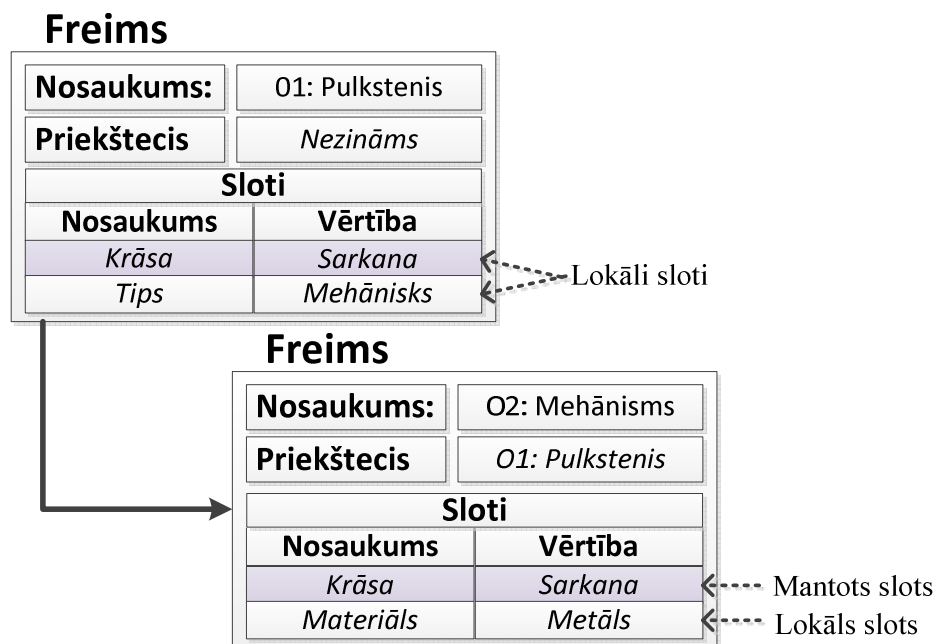 Freims
Nosaukums: 01: Pulkstenis
Priekštecis Nezināms
Sloti
Nosaukums Vērtība
Krāsa Sarkana
Tips Mehānisks
Lokāli sloti
Freims
Nosaukums: O2: Mehānisms
Priekštecis O1: Pulkstenis
Sloti
Nosaukums Vērtība
Krāsa Sarkana
Mantots slots
Materiāls Metāls
Lokāls slots